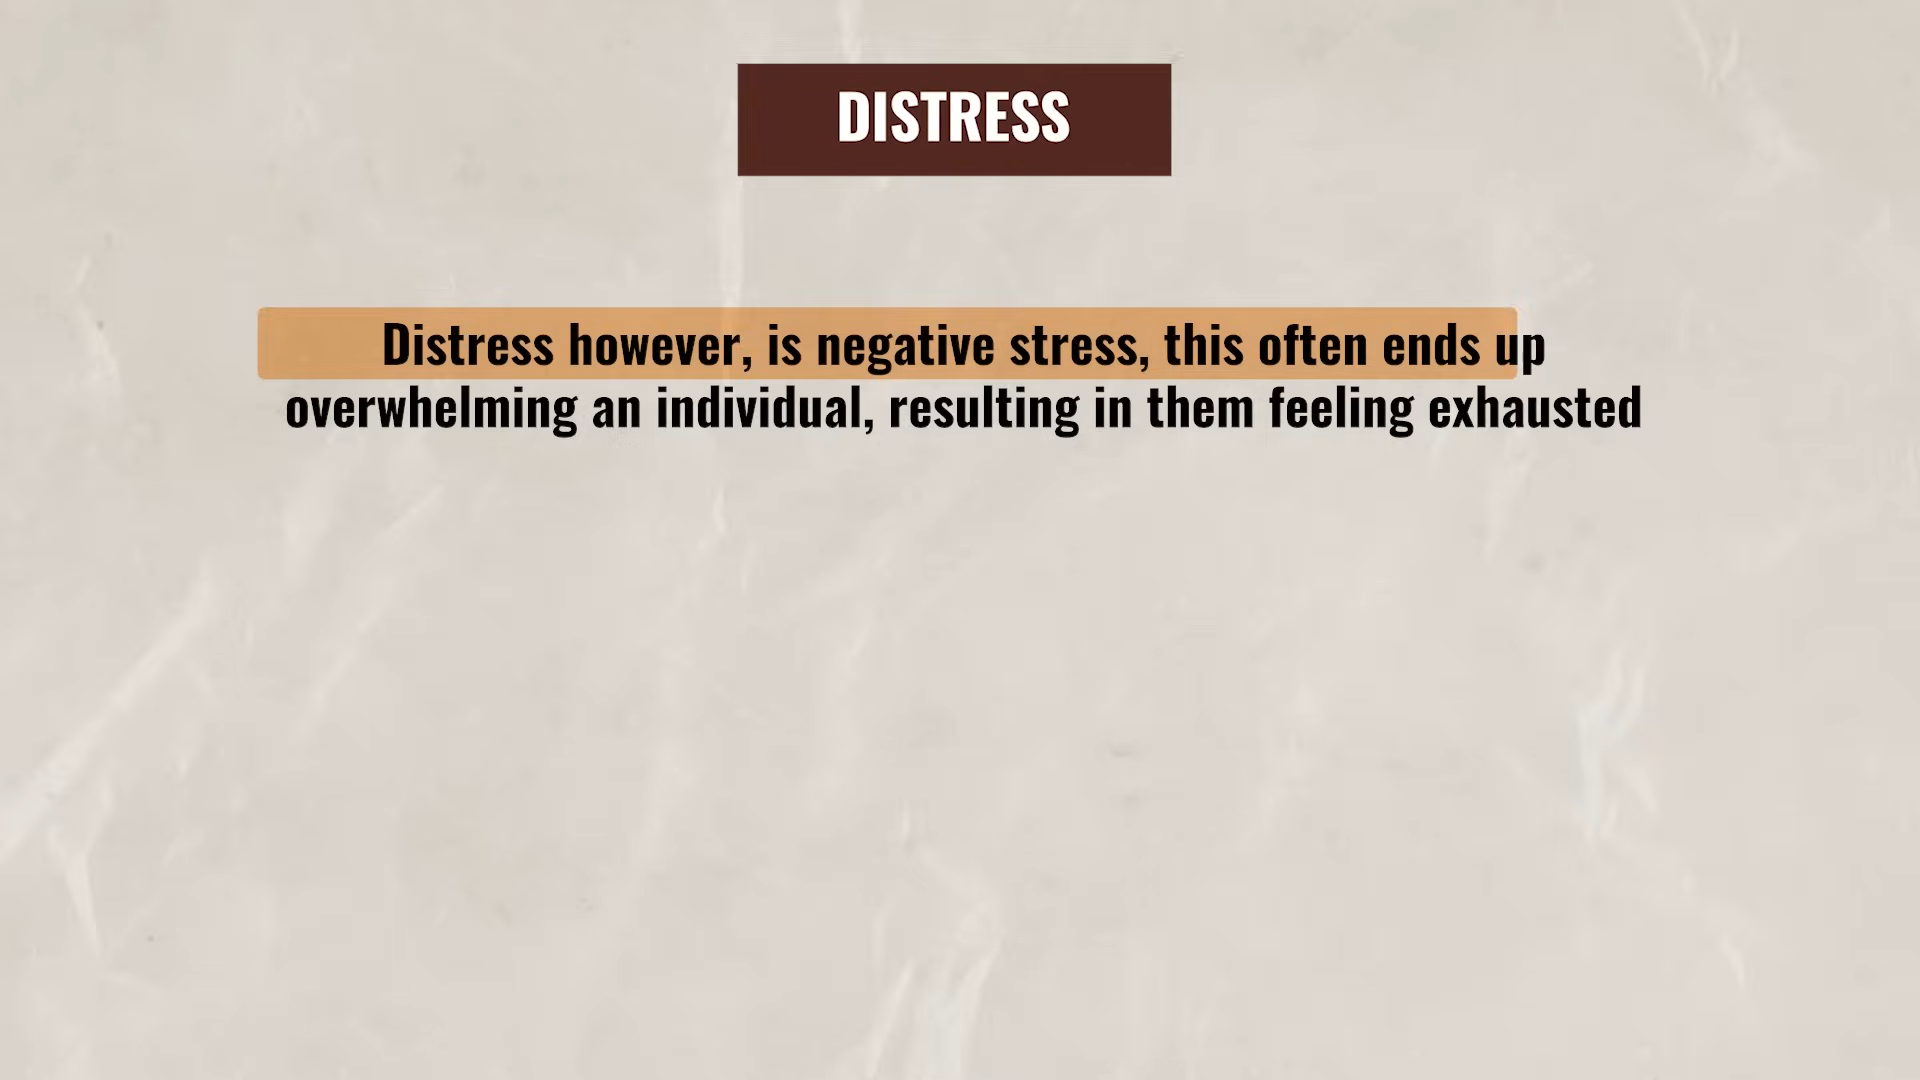 DISTRESS
Distress however, is negative stress, this often ends up
overwhelming an individual, resulting in them feeling exhausted